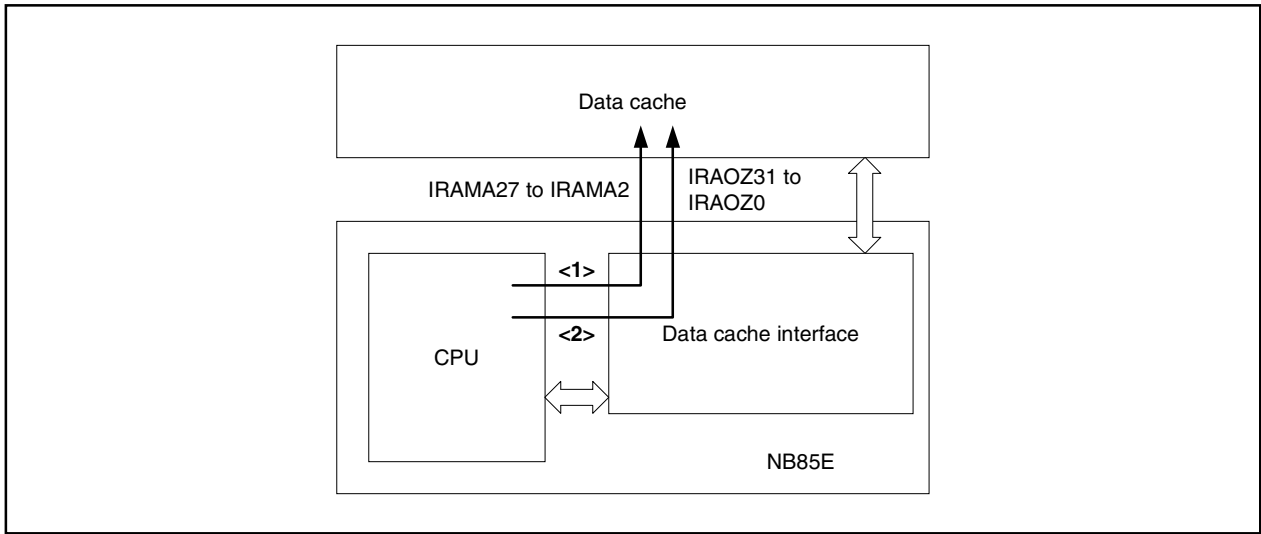 Data cache
IRAMA27 to IRAMA2
IRAOZ31 to
IRAOZ0
<1>
<2>
Data cache interface
CPU
NB85E